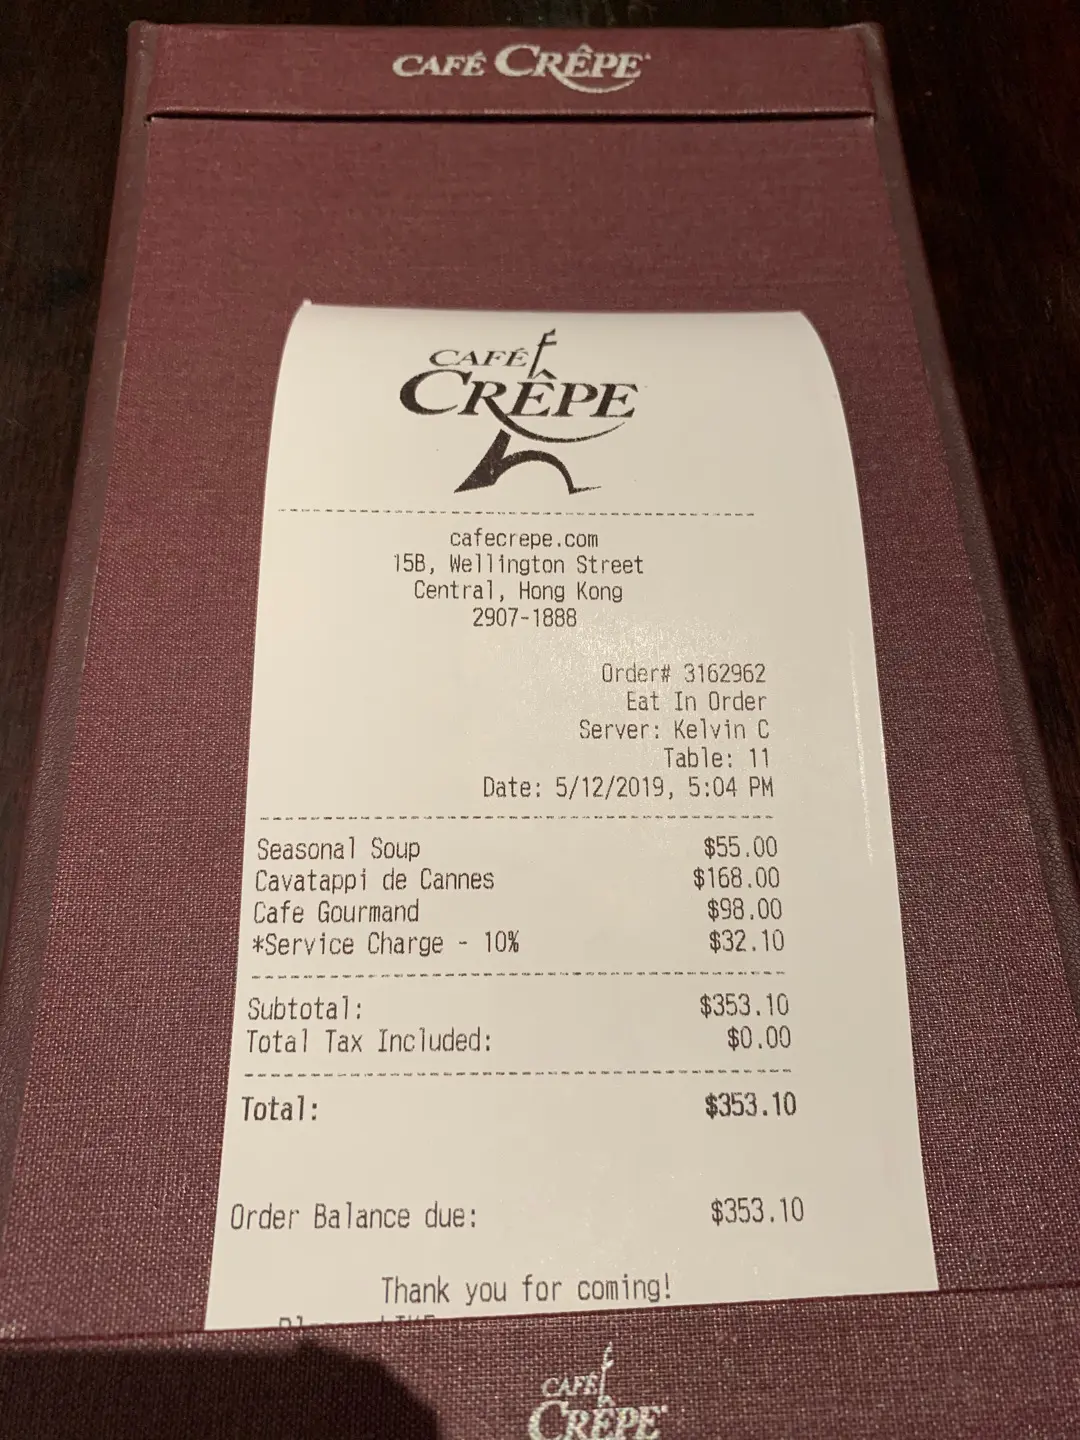 CAFÉ CRÊPE
CAFÉ
CRÊPE
cafecrepe.com
15B, Wellington Street
Central, Hong Kong
2907-1888
Order# 3162962
Eat In Order
Server: Kelvin C
Table: 11
Date: 5/12/2019, 5:04 PM
Seasonal Soup $55.00
Cavatappi de Cannes $168.00
Cafe Gourmand $98.00
*Service Charge - 10% $32.10
Subtotal: $353.10
Total Tax Included: $0.00
Total: $353.10
Order Balance due: $353.10
Thank you for coming!
CAFÉ
CRÊPE